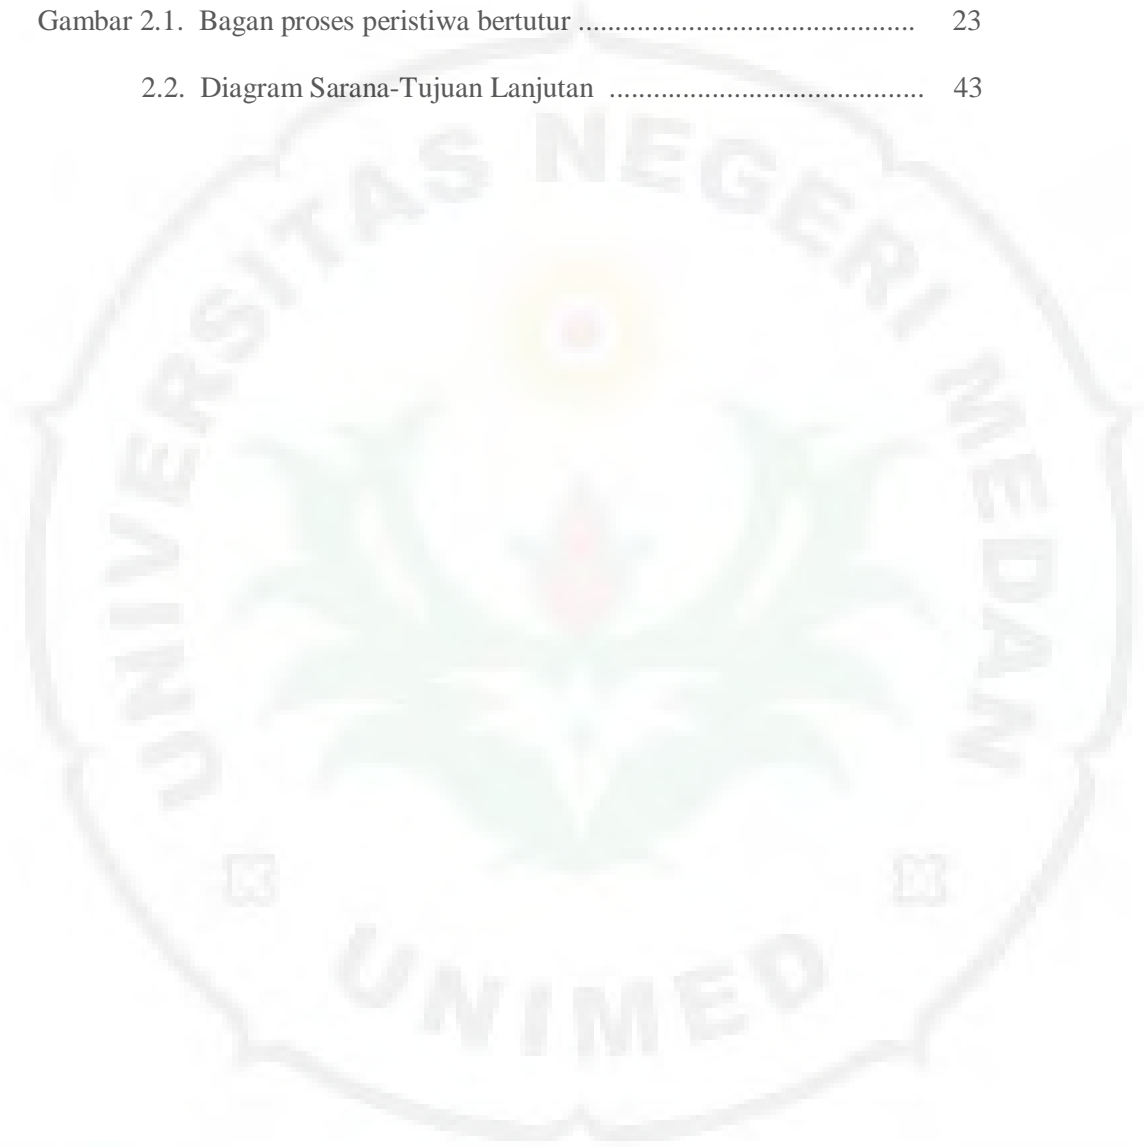 Gambar 2.1. Bagan proses peristiwa bertutur .............................................. 23
2.2. Diagram Sarana-Tujuan Lanjutan ........................................... 43
UNIVERSITAS NEGERI MEDAN
UNIMED